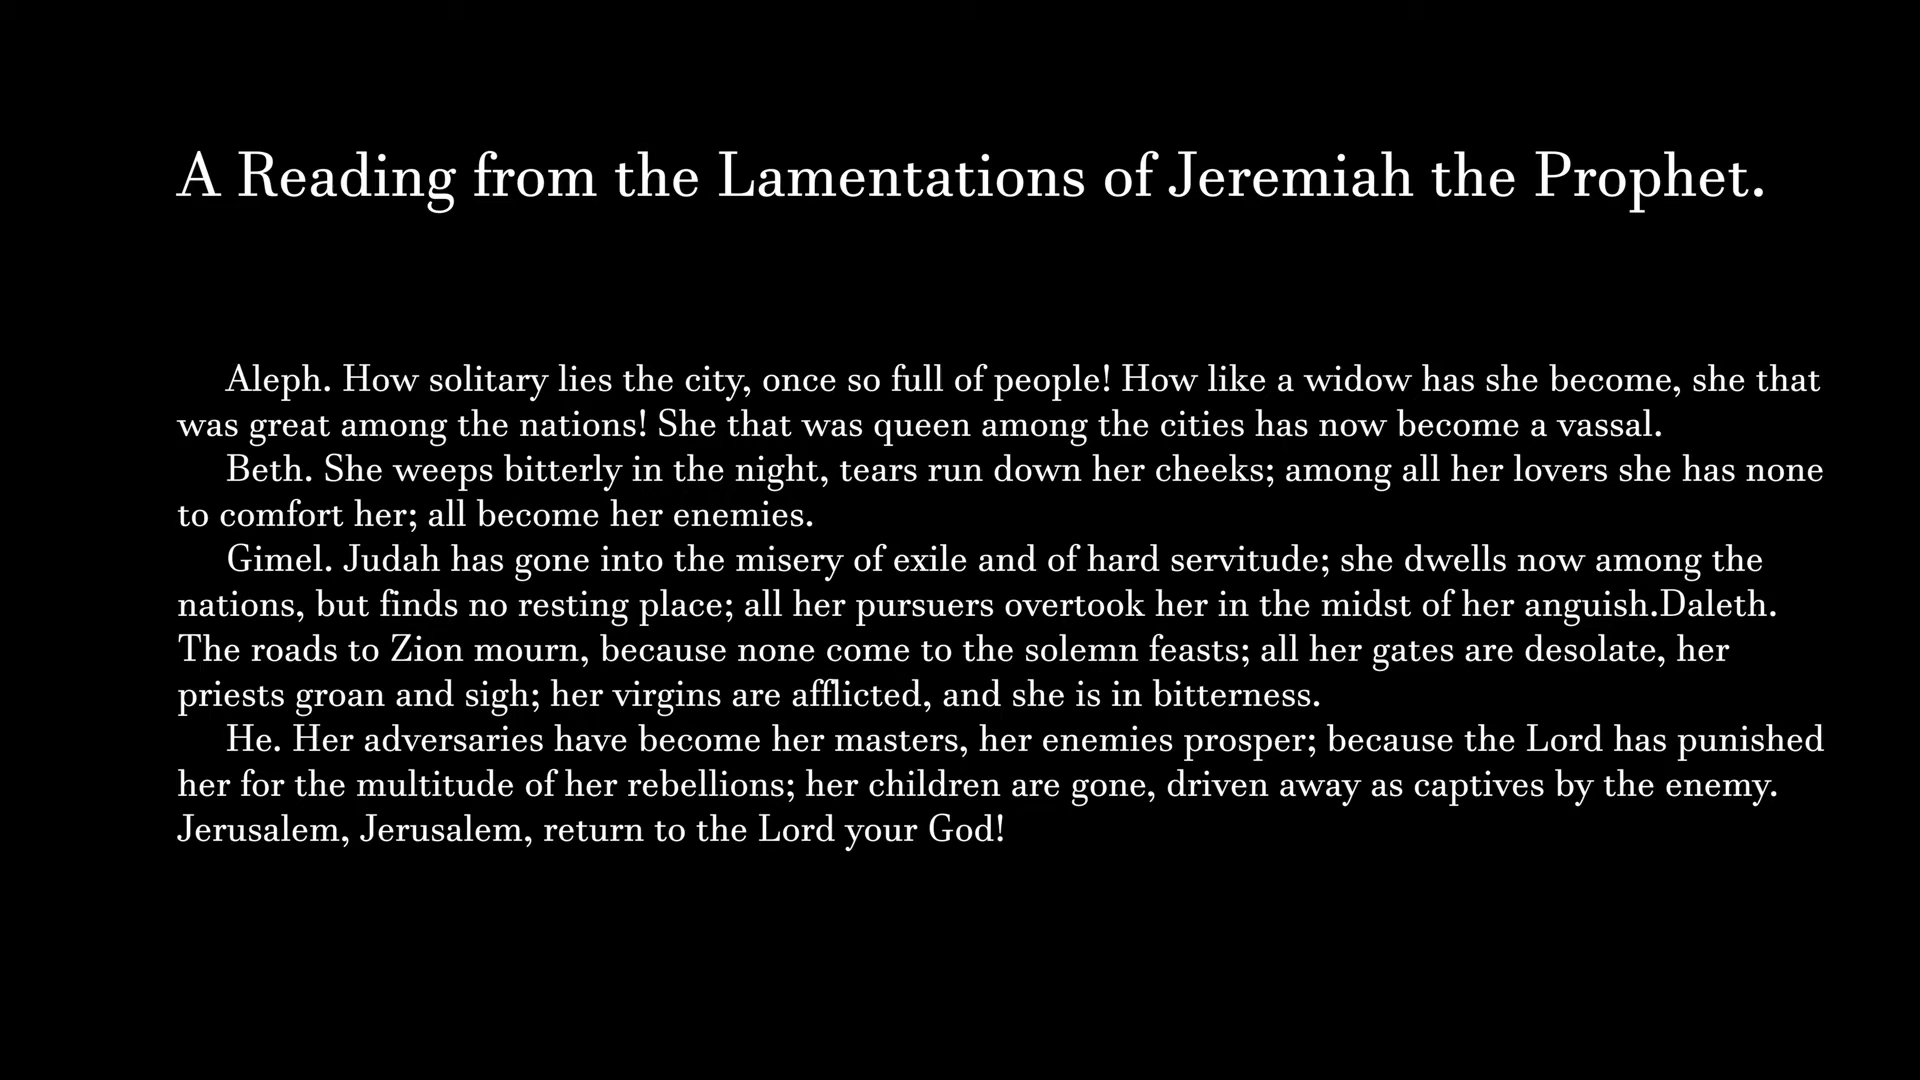 A Reading from the Lamentations of Jeremiah the Prophet.
Aleph. How solitary lies the city, once so full of people! How like a widow has she become, she that
was great among the nations! She that was queen among the cities has now become a vassal.
Beth. She weeps bitterly in the night, tears run down her cheeks; among all her lovers she has none
to comfort her; all become her enemies.
Gimel. Judah has gone into the misery of exile and of hard servitude; she dwells now among the
nations, but finds no resting place; all her pursuers overtook her in the midst of her anguish.Daleth.
The roads to Zion mourn, because none come to the solemn feasts; all her gates are desolate, her
priests groan and sigh; her virgins are afflicted, and she is in bitterness.
He. Her adversaries have become her masters, her enemies prosper; because the Lord has punished
her for the multitude of her rebellions; her children are gone, driven away as captives by the enemy.
Jerusalem, Jerusalem, return to the Lord your God!